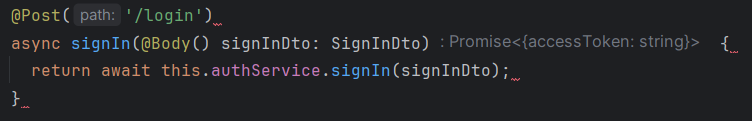 @Post( path: '/login')
async signIn(@Body() signInDto: SignInDto) : Promise<{accessToken: string}> {
return await this.authService.signIn(signInDto);
}